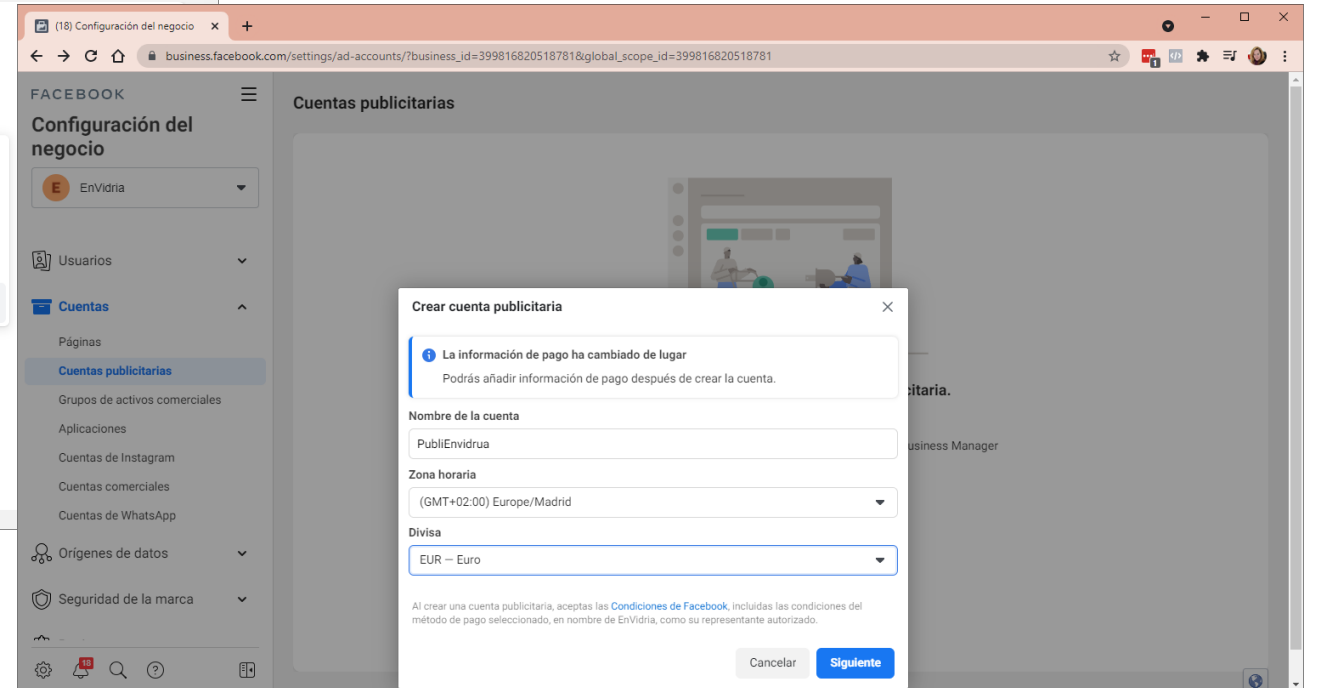 (18) Configuración del negocio
business.facebook.com/settings/ad-accounts/?business_id=399816820518781&global_scope_id=399816820518781
1
FACEBOOK
Configuración del
negocio
E EnVidria
Usuarios
Cuentas
Páginas
Cuentas publicitarias
Grupos de activos comerciales
Aplicaciones
Cuentas de Instagram
Cuentas comerciales
Cuentas de WhatsApp
Orígenes de datos
Seguridad de la marca
18
Cuentas publicitarias
citaria.
usiness Manager
Crear cuenta publicitaria
La información de pago ha cambiado de lugar
Podrás añadir información de pago después de crear la cuenta.
Nombre de la cuenta
PubliEnvidrua
Zona horaria
(GMT+02:00) Europe/Madrid
Divisa
EUR — Euro
Al crear una cuenta publicitaria, aceptas las Condiciones de Facebook, incluidas las condiciones del
método de pago seleccionado, en nombre de EnVidria, como su representante autorizado.
Cancelar Siguiente